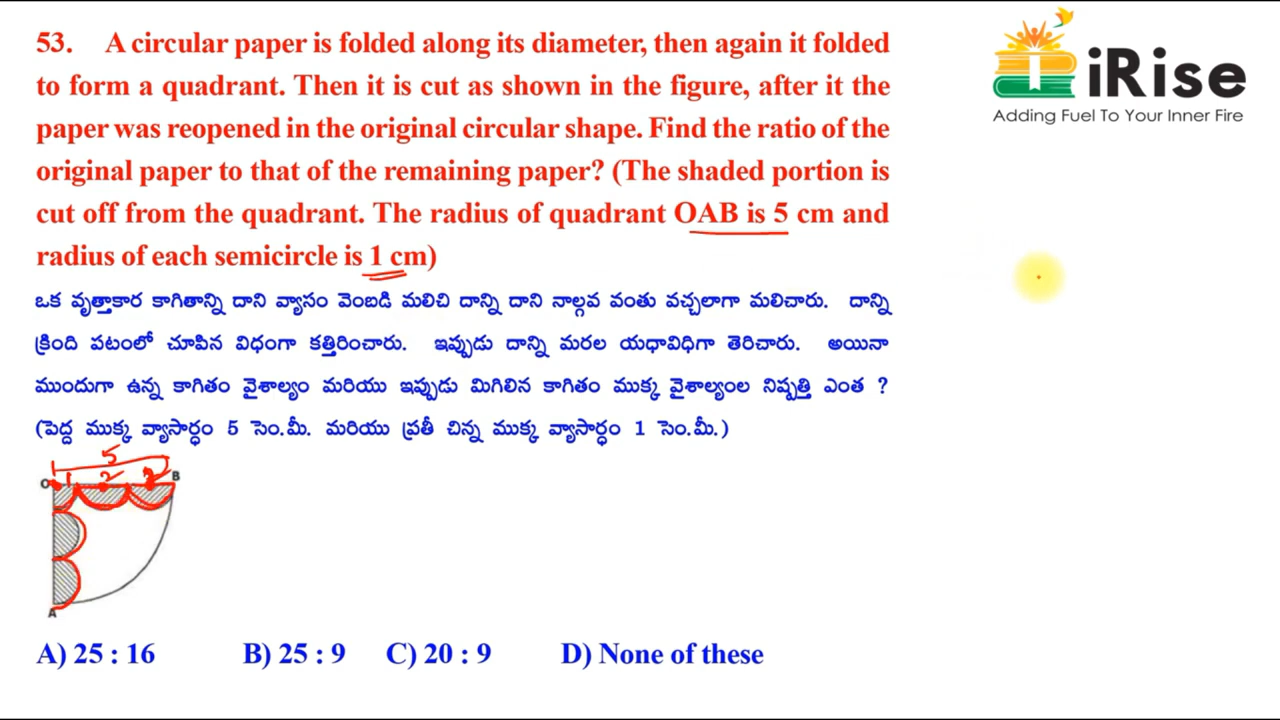 53. A circular paper is folded along its diameter, then again it folded
to form a quadrant. Then it is cut as shown in the figure, after it the
paper was reopened in the original circular shape. Find the ratio of the
original paper to that of the remaining paper? (The shaded portion is
cut off from the quadrant. The radius of quadrant OAB is 5 cm and
radius of each semicircle is 1 cm)
ఒక వృత్తాకార కాగితాన్ని దాని వ్యాసం వెంబడి మలిచి దాన్ని దాని నాల్గవ వంతు వచ్చలాగా మలిచారు. దాన్ని
క్రింది పటంలో చూపిన విధంగా కత్తిరించారు. ఇప్పుడు దాన్ని మరల యధావిధిగా తెరిచారు. అయినా
ముందుగా ఉన్న కాగితం వైశాల్యం మరియు ఇప్పుడు మిగిలిన కాగితం ముక్క వైశాల్యంల నిష్పత్తి ఎంత ?
(పెద్ద ముక్క వ్యాసార్ధం 5 సెం.మీ. మరియు ప్రతీ చిన్న ముక్క వ్యాసార్ధం 1 సెం.మీ.)
5
O 1 2 2 B
A
A) 25 : 16 B) 25 : 9 C) 20 : 9 D) None of these
iRise
Adding Fuel To Your Inner Fire